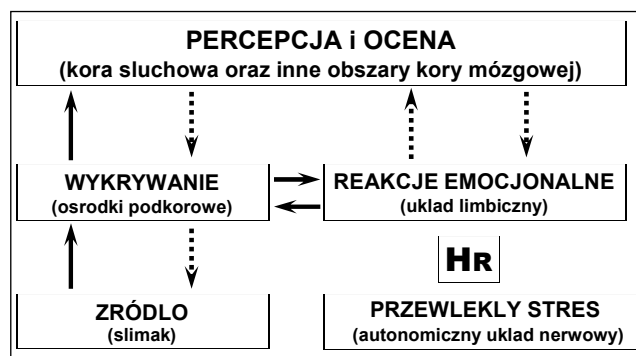 PERCEPCJA i OCENA
(kora sluchowa oraz inne obszary kory mózgowej)
WYKRYWANIE
(osrodki podkorowe)
REAKCJE EMOCJONALNE
(uklad limbiczny)
HR
ZRÓDLO
(slimak)
PRZEWLEKLY STRES
(autonomiczny uklad nerwowy)